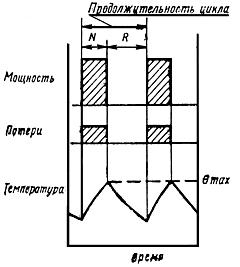 Продолжительность цикла
N R
Мощность
Потери
Температура
θmax
время